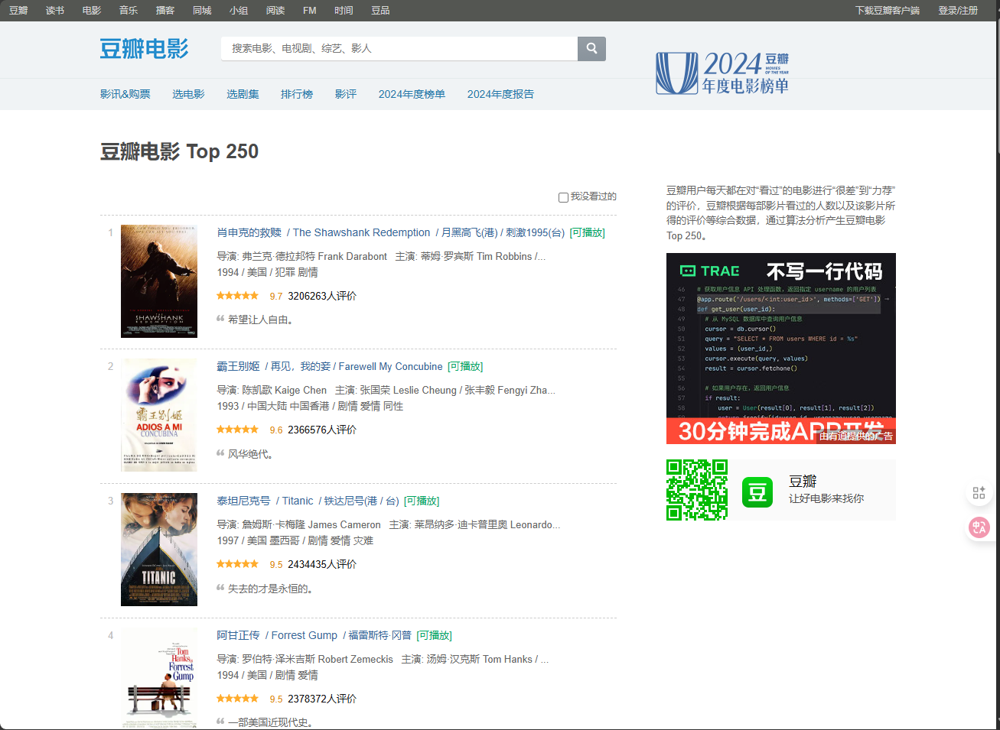 豆瓣 读书 电影 音乐 播客 同城 小组 阅读 FM 时间 豆品 下载豆瓣客户端 登录/注册
豆瓣电影
搜索电影、电视剧、综艺、影人
2024 豆瓣
MOVIES OF THE YEAR
年度电影榜单
影讯&购票 选电影 选剧集 排行榜 影评 2024年度榜单 2024年度报告
豆瓣电影 Top 250
我没看过的
1
肖申克的救赎 / The Shawshank Redemption / 月黑高飞(港) / 刺激1995(台) [可播放]
导演: 弗兰克·德拉邦特 Frank Darabont 主演: 蒂姆·罗宾斯 Tim Robbins /...
1994 / 美国 / 犯罪 剧情
9.7 3206263人评价
希望让人自由。
SHAWSHANK
REDEMPTION
2
霸王别姬 / 再见，我的妾 / Farewell My Concubine [可播放]
导演: 陈凯歌 Kaige Chen 主演: 张国荣 Leslie Cheung / 张丰毅 Fengyi Zha...
1993 / 中国大陆 中国香港 / 剧情 爱情 同性
9.6 2366576人评价
风华绝代。
霸王别姬
ADIOS A MI
CONCUBINA
3
泰坦尼克号 / Titanic / 铁达尼号(港 / 台) [可播放]
导演: 詹姆斯·卡梅隆 James Cameron 主演: 莱昂纳多·迪卡普里奥 Leonardo...
1997 / 美国 墨西哥 / 剧情 爱情 灾难
9.5 2434435人评价
失去的才是永恒的。
TITANIC
4
阿甘正传 / Forrest Gump / 福雷斯特·冈普 [可播放]
导演: 罗伯特·泽米吉斯 Robert Zemeckis 主演: 汤姆·汉克斯 Tom Hanks / ...
1994 / 美国 / 剧情 爱情
9.5 2378372人评价
一部美国近现代史。
Tom
Hanks
Forrest
Gump
豆瓣用户每天都在对“看过”的电影进行“很差”到“力荐”
的评价，豆瓣根据每部影片看过的人数以及该影片所
得的评价等综合数据，通过算法分析产生豆瓣电影
Top 250。
TRAE 不写一行代码
46 # 获取用户信息 API 处理函数，返回指定 username 的用户列表
47 @app.route('/users/<int:user_id>', methods=['GET'])
48 def get_user(user_id):
49 # 从 MySQL 数据库中查询用户信息
50 cursor = db.cursor()
51 query = "SELECT * FROM users WHERE id = %s"
52 values = (user_id,)
53 cursor.execute(query, values)
54 result = cursor.fetchone()
55
56 # 如果用户存在，返回用户信息
57 if result:
58 user = User(result[0], result[1], result[2])
30分钟完成APP开发
由有道提供的广告
豆
豆瓣
让好电影来找你
中A